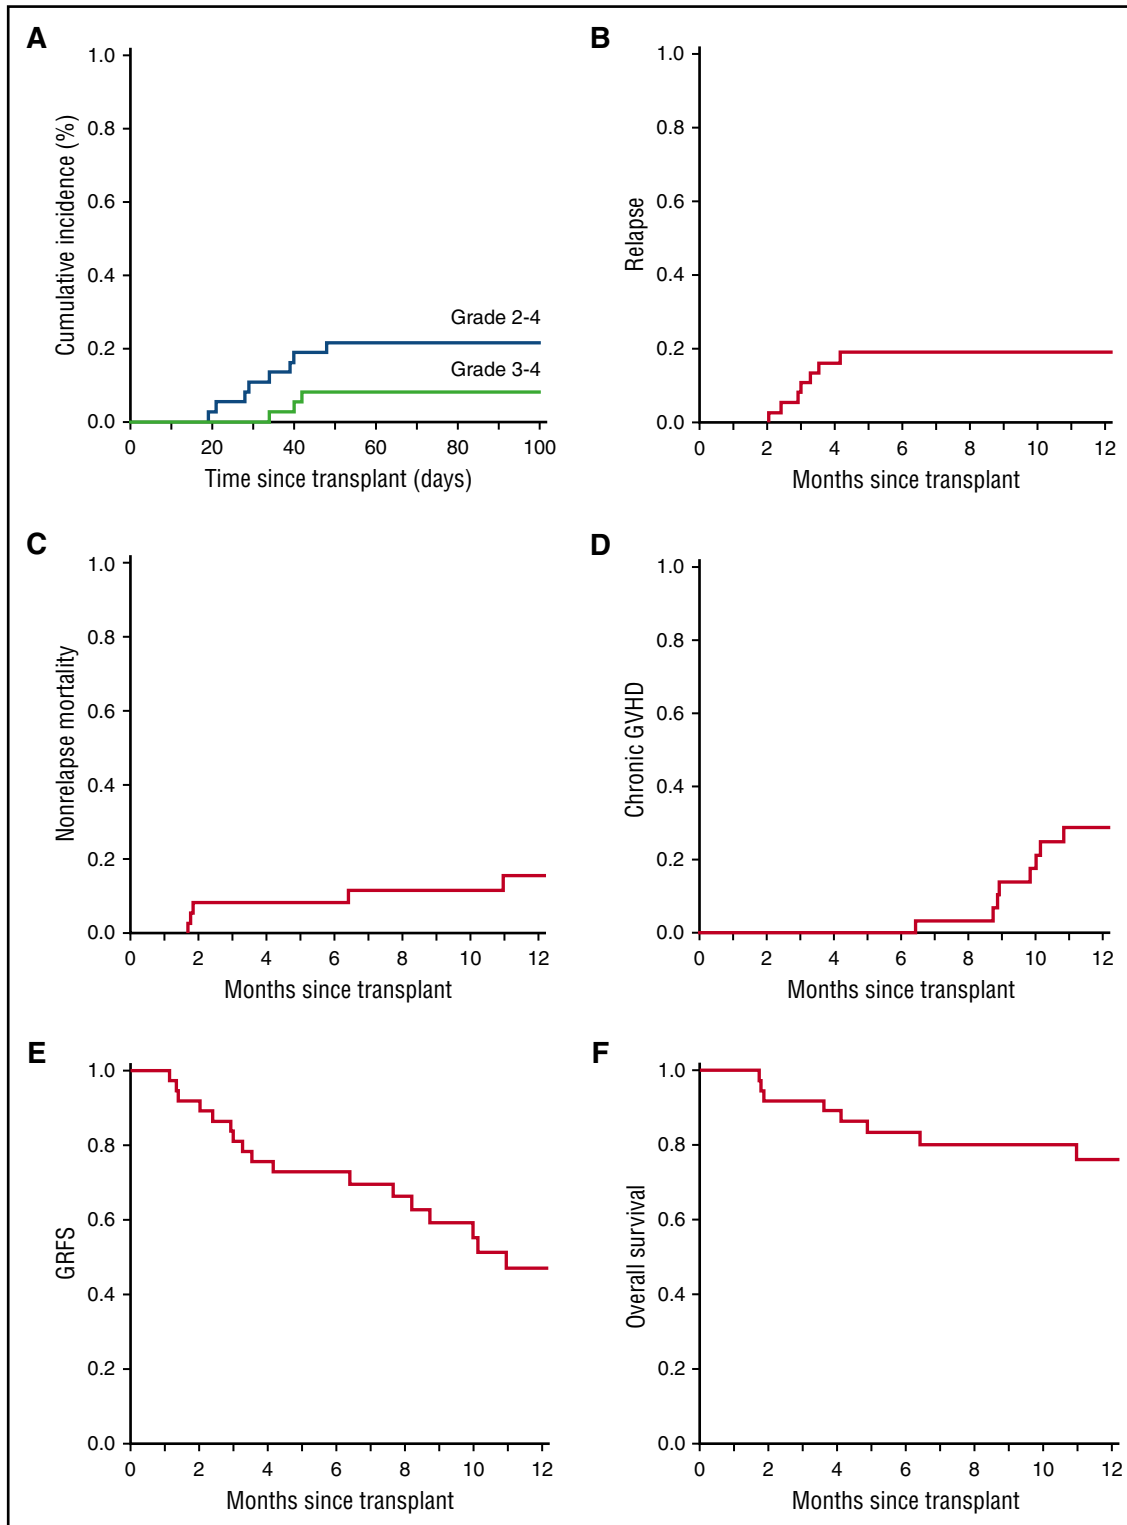 A
Cumulative incidence (%)
1.0
0.8
0.6
0.4
0.2
0.0
Grade 2-4
Grade 3-4
0 20 40 60 80 100
Time since transplant (days)
B
Relapse
1.0
0.8
0.6
0.4
0.2
0.0
0 2 4 6 8 10 12
Months since transplant
C
Nonrelapse mortality
1.0
0.8
0.6
0.4
0.2
0.0
0 2 4 6 8 10 12
Months since transplant
D
Chronic GVHD
1.0
0.8
0.6
0.4
0.2
0.0
0 2 4 6 8 10 12
Months since transplant
E
GRFS
1.0
0.8
0.6
0.4
0.2
0.0
0 2 4 6 8 10 12
Months since transplant
F
Overall survival
1.0
0.8
0.6
0.4
0.2
0.0
0 2 4 6 8 10 12
Months since transplant